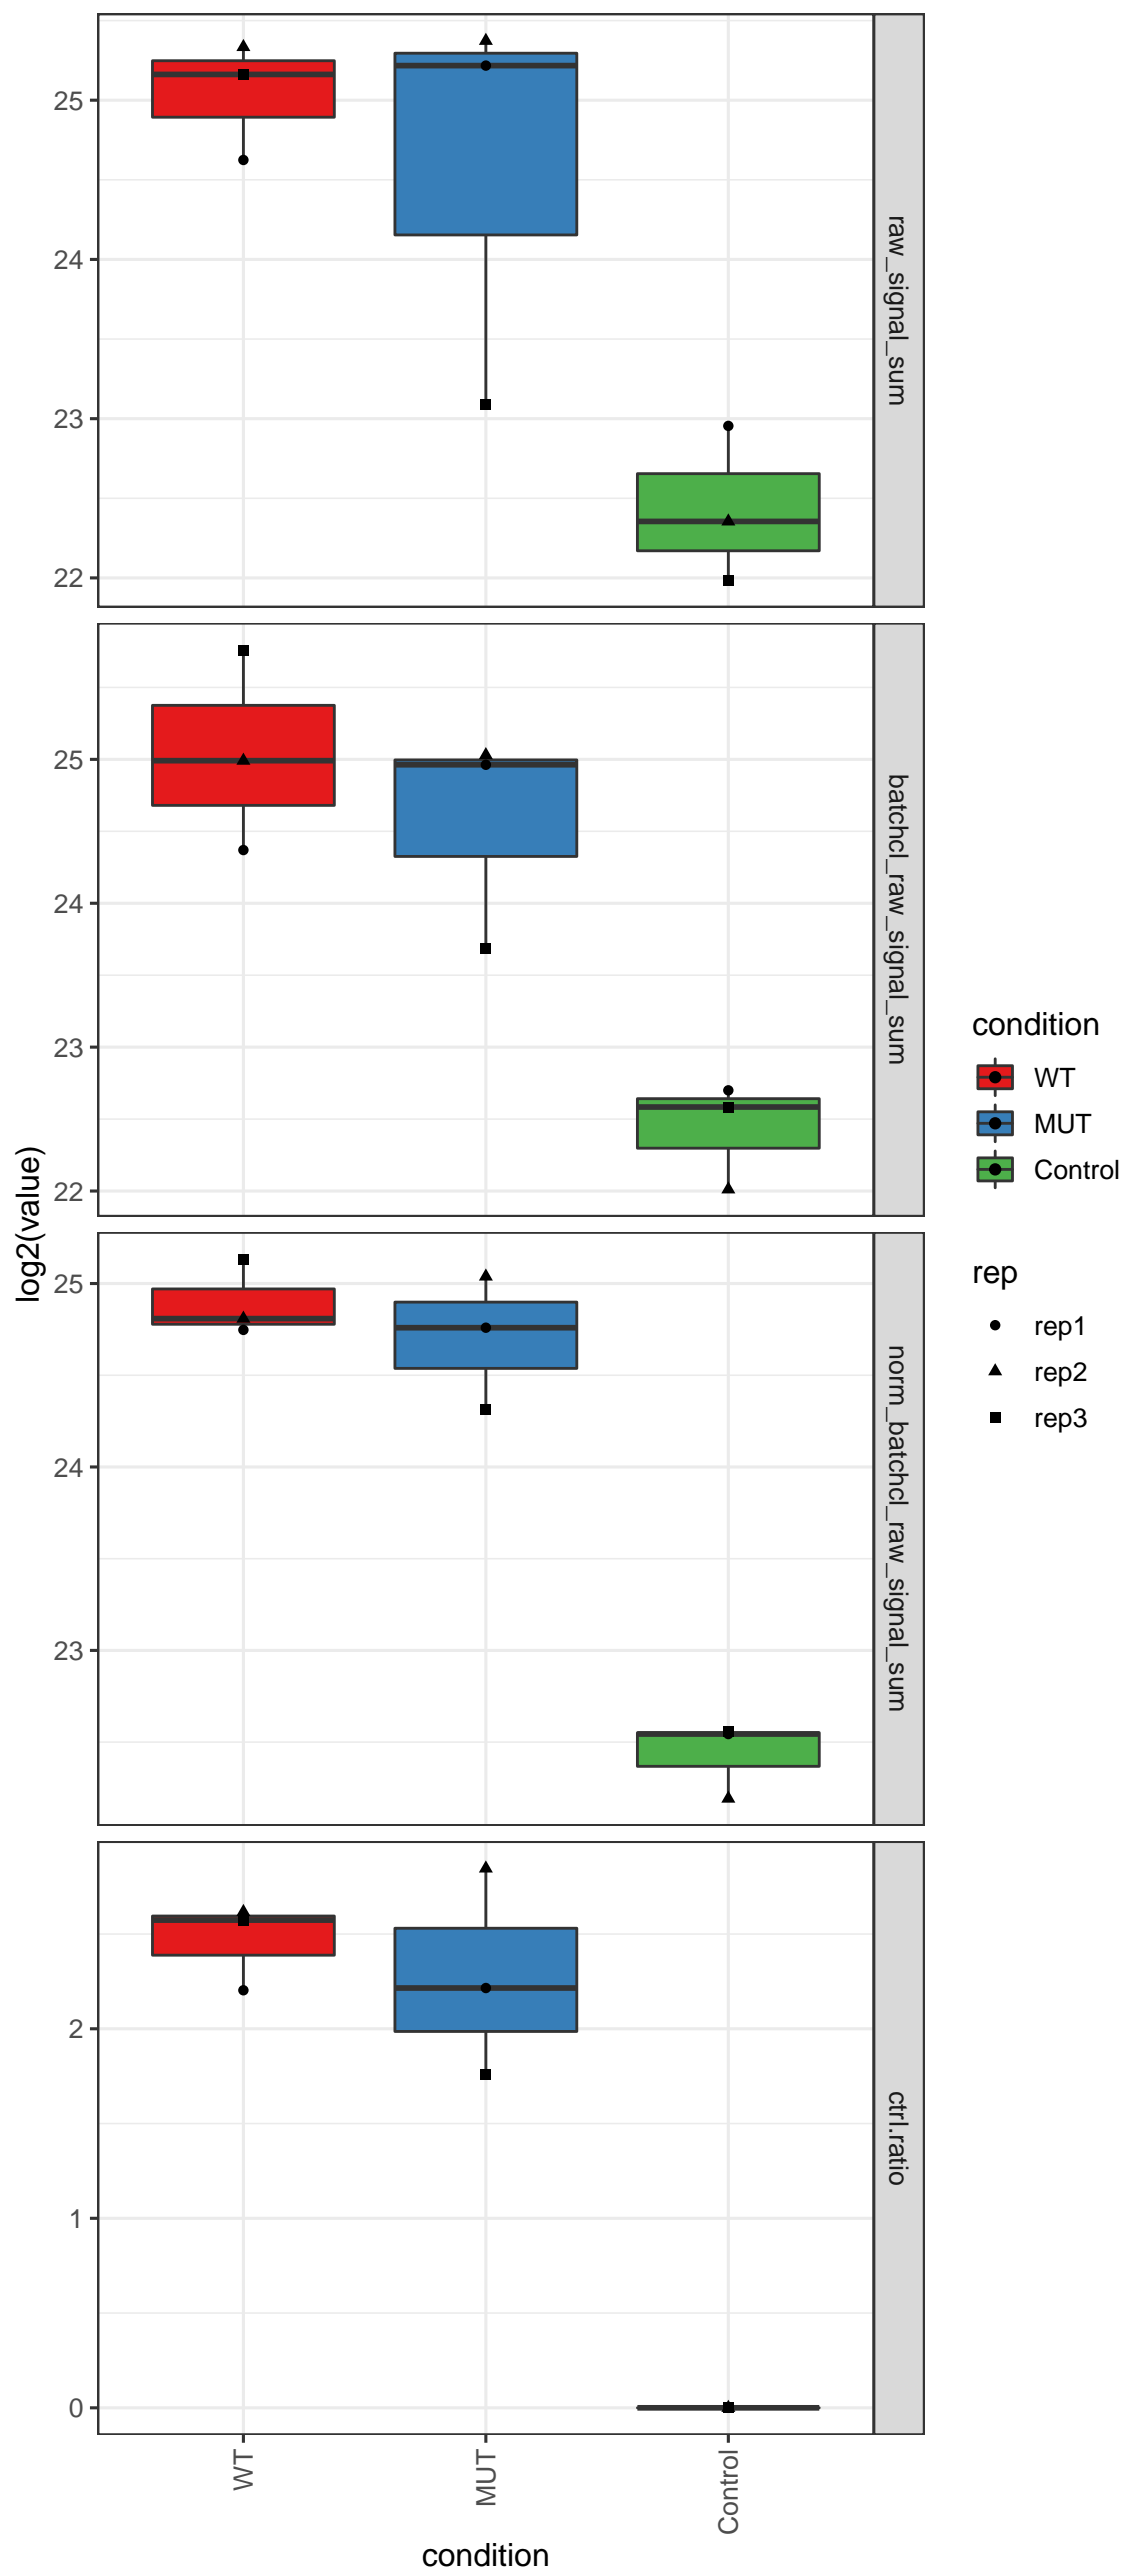 log2(value)
25
24
23
22
raw_signal_sum
25
24
23
22
batchcl_raw_signal_sum
25
24
23
norm_batchcl_raw_signal_sum
2
1
0
ctrl.ratio
WT
MUT
Control
condition
condition
WT
MUT
Control
rep
rep1
rep2
rep3